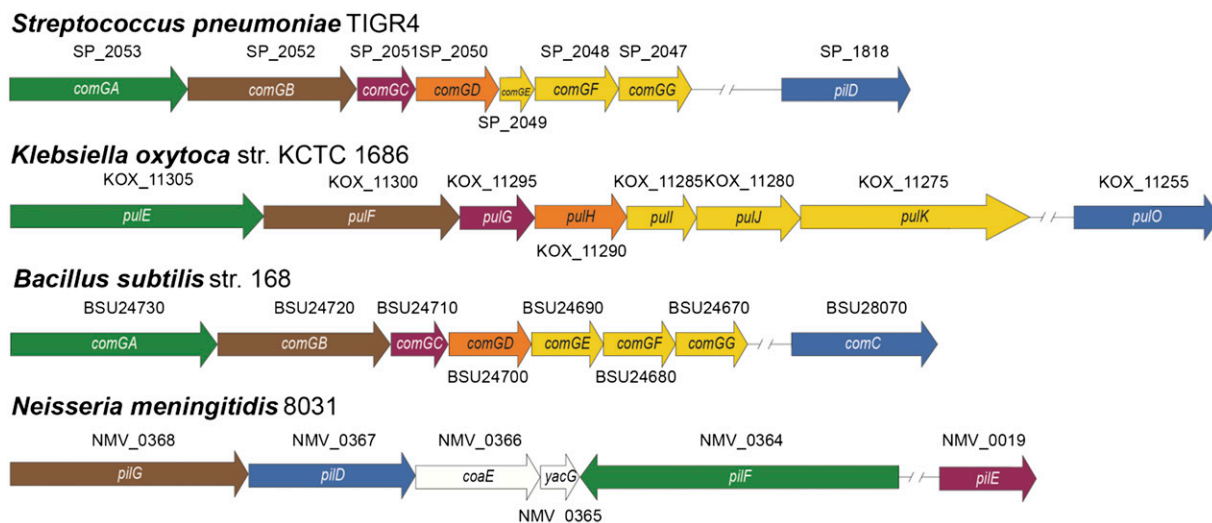 Streptococcus pneumoniae TIGR4
SP_2053 SP_2052 SP_2051 SP_2050 SP_2048 SP_2047 SP_1818
comGA comGB comGC comGD comGE comGF comGG pilD
SP_2049
Klebsiella oxytoca str. KCTC 1686
KOX_11305 KOX_11300 KOX_11295 KOX_11285 KOX_11280 KOX_11275 KOX_11255
pulE pulF pulG pulH pulI pulJ pulK pulO
KOX_11290
Bacillus subtilis str. 168
BSU24730 BSU24720 BSU24710 BSU24690 BSU24670 BSU28070
comGA comGB comGC comGD comGE comGF comGG comC
BSU24700 BSU24680
Neisseria meningitidis 8031
NMV_0368 NMV_0367 NMV_0366 NMV_0364 NMV_0019
pilG pilD coaE yacG pilF pilE
NMV_0365